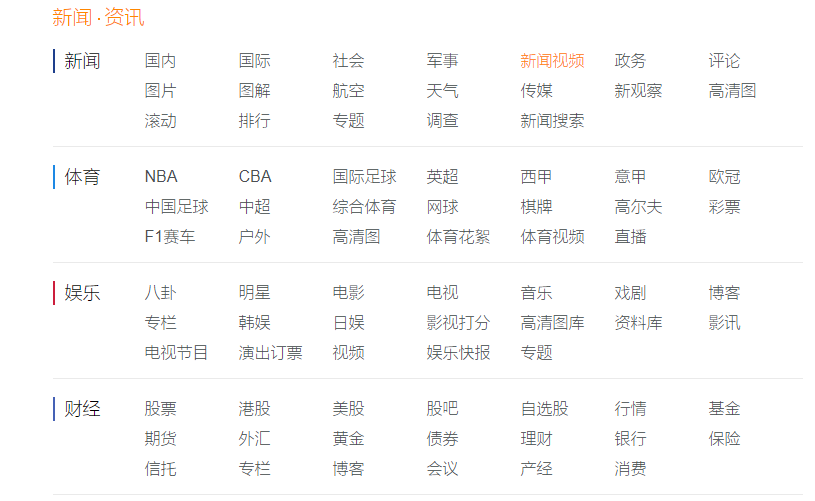 新闻 · 资讯
新闻 国内 国际 社会 军事 新闻视频 政务 评论
图片 图解 航空 天气 传媒 新观察 高清图
滚动 排行 专题 调查 新闻搜索
体育 NBA CBA 国际足球 英超 西甲 意甲 欧冠
中国足球 中超 综合体育 网球 棋牌 高尔夫 彩票
F1赛车 户外 高清图 体育花絮 体育视频 直播
娱乐 八卦 明星 电影 电视 音乐 戏剧 博客
专栏 韩娱 日娱 影视打分 高清图库 资料库 影讯
电视节目 演出订票 视频 娱乐快报 专题
财经 股票 港股 美股 股吧 自选股 行情 基金
期货 外汇 黄金 债券 理财 银行 保险
信托 专栏 博客 会议 产经 消费